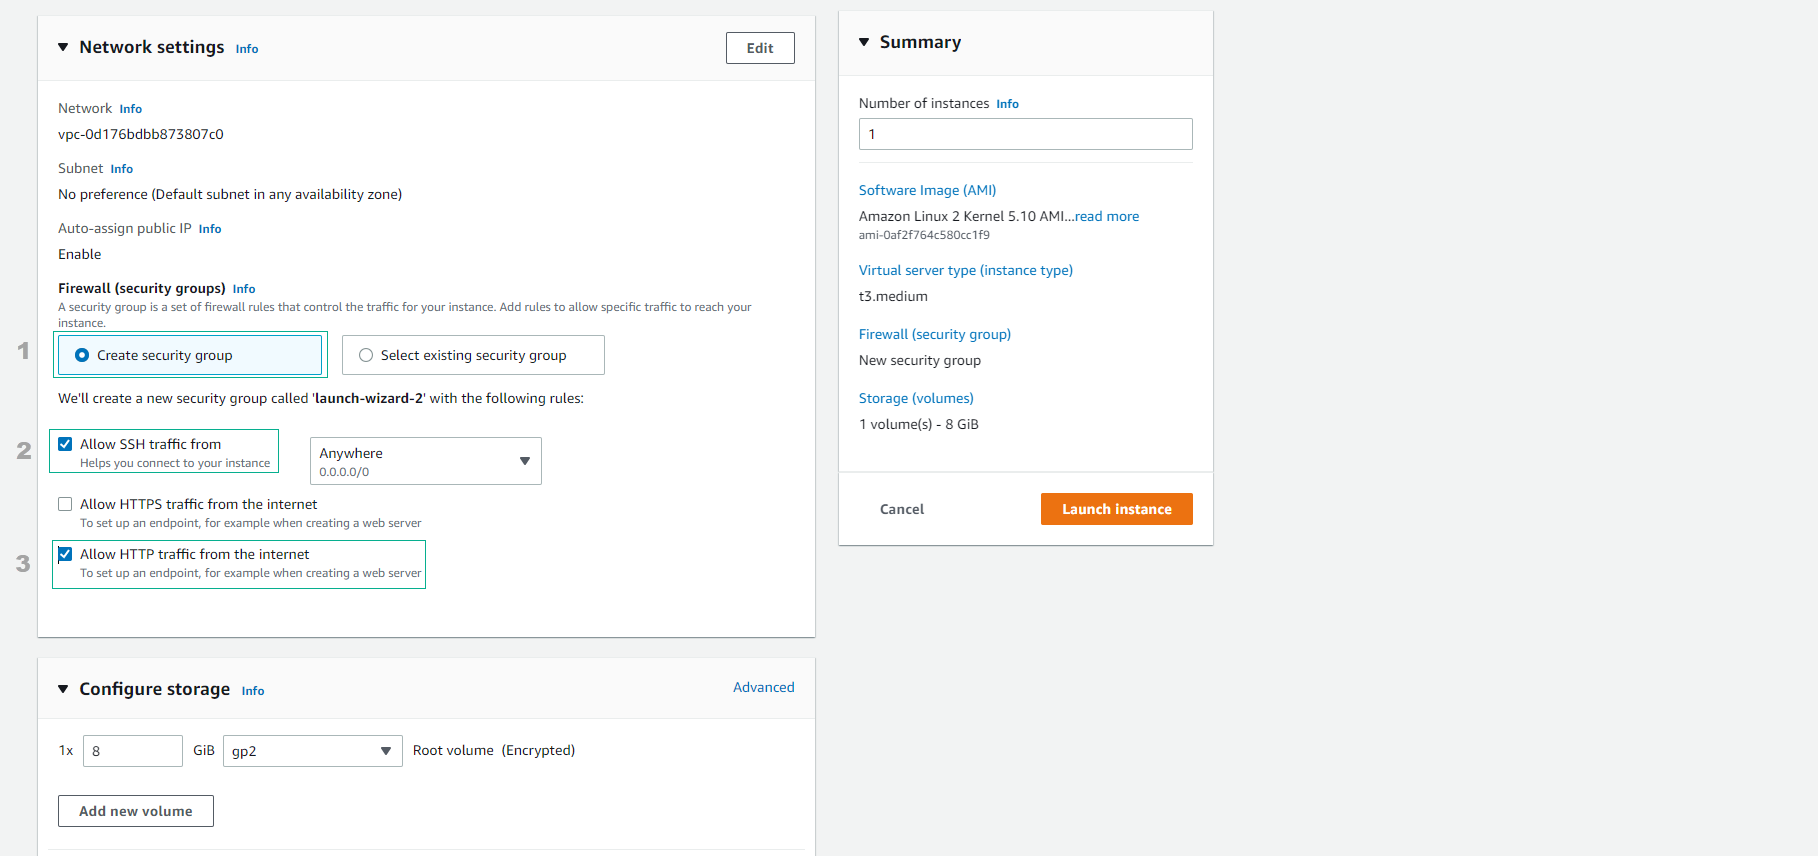 Network settings Info
Edit
Network Info
vpc-0d176bdbb873807c0
Subnet Info
No preference (Default subnet in any availability zone)
Auto-assign public IP Info
Enable
Firewall (security groups) Info
A security group is a set of firewall rules that control the traffic for your instance. Add rules to allow specific traffic to reach your
instance.
1
Create security group
Select existing security group
We'll create a new security group called 'launch-wizard-2' with the following rules:
2
Allow SSH traffic from
Helps you connect to your instance
Anywhere
0.0.0.0/0
Allow HTTPS traffic from the internet
To set up an endpoint, for example when creating a web server
3
Allow HTTP traffic from the internet
To set up an endpoint, for example when creating a web server
Configure storage Info
Advanced
1x 8 GiB gp2 Root volume (Encrypted)
Add new volume
Summary
Number of instances Info
1
Software Image (AMI)
Amazon Linux 2 Kernel 5.10 AMI...read more
ami-0af2f764c580cc1f9
Virtual server type (instance type)
t3.medium
Firewall (security group)
New security group
Storage (volumes)
1 volume(s) - 8 GiB
Cancel
Launch instance